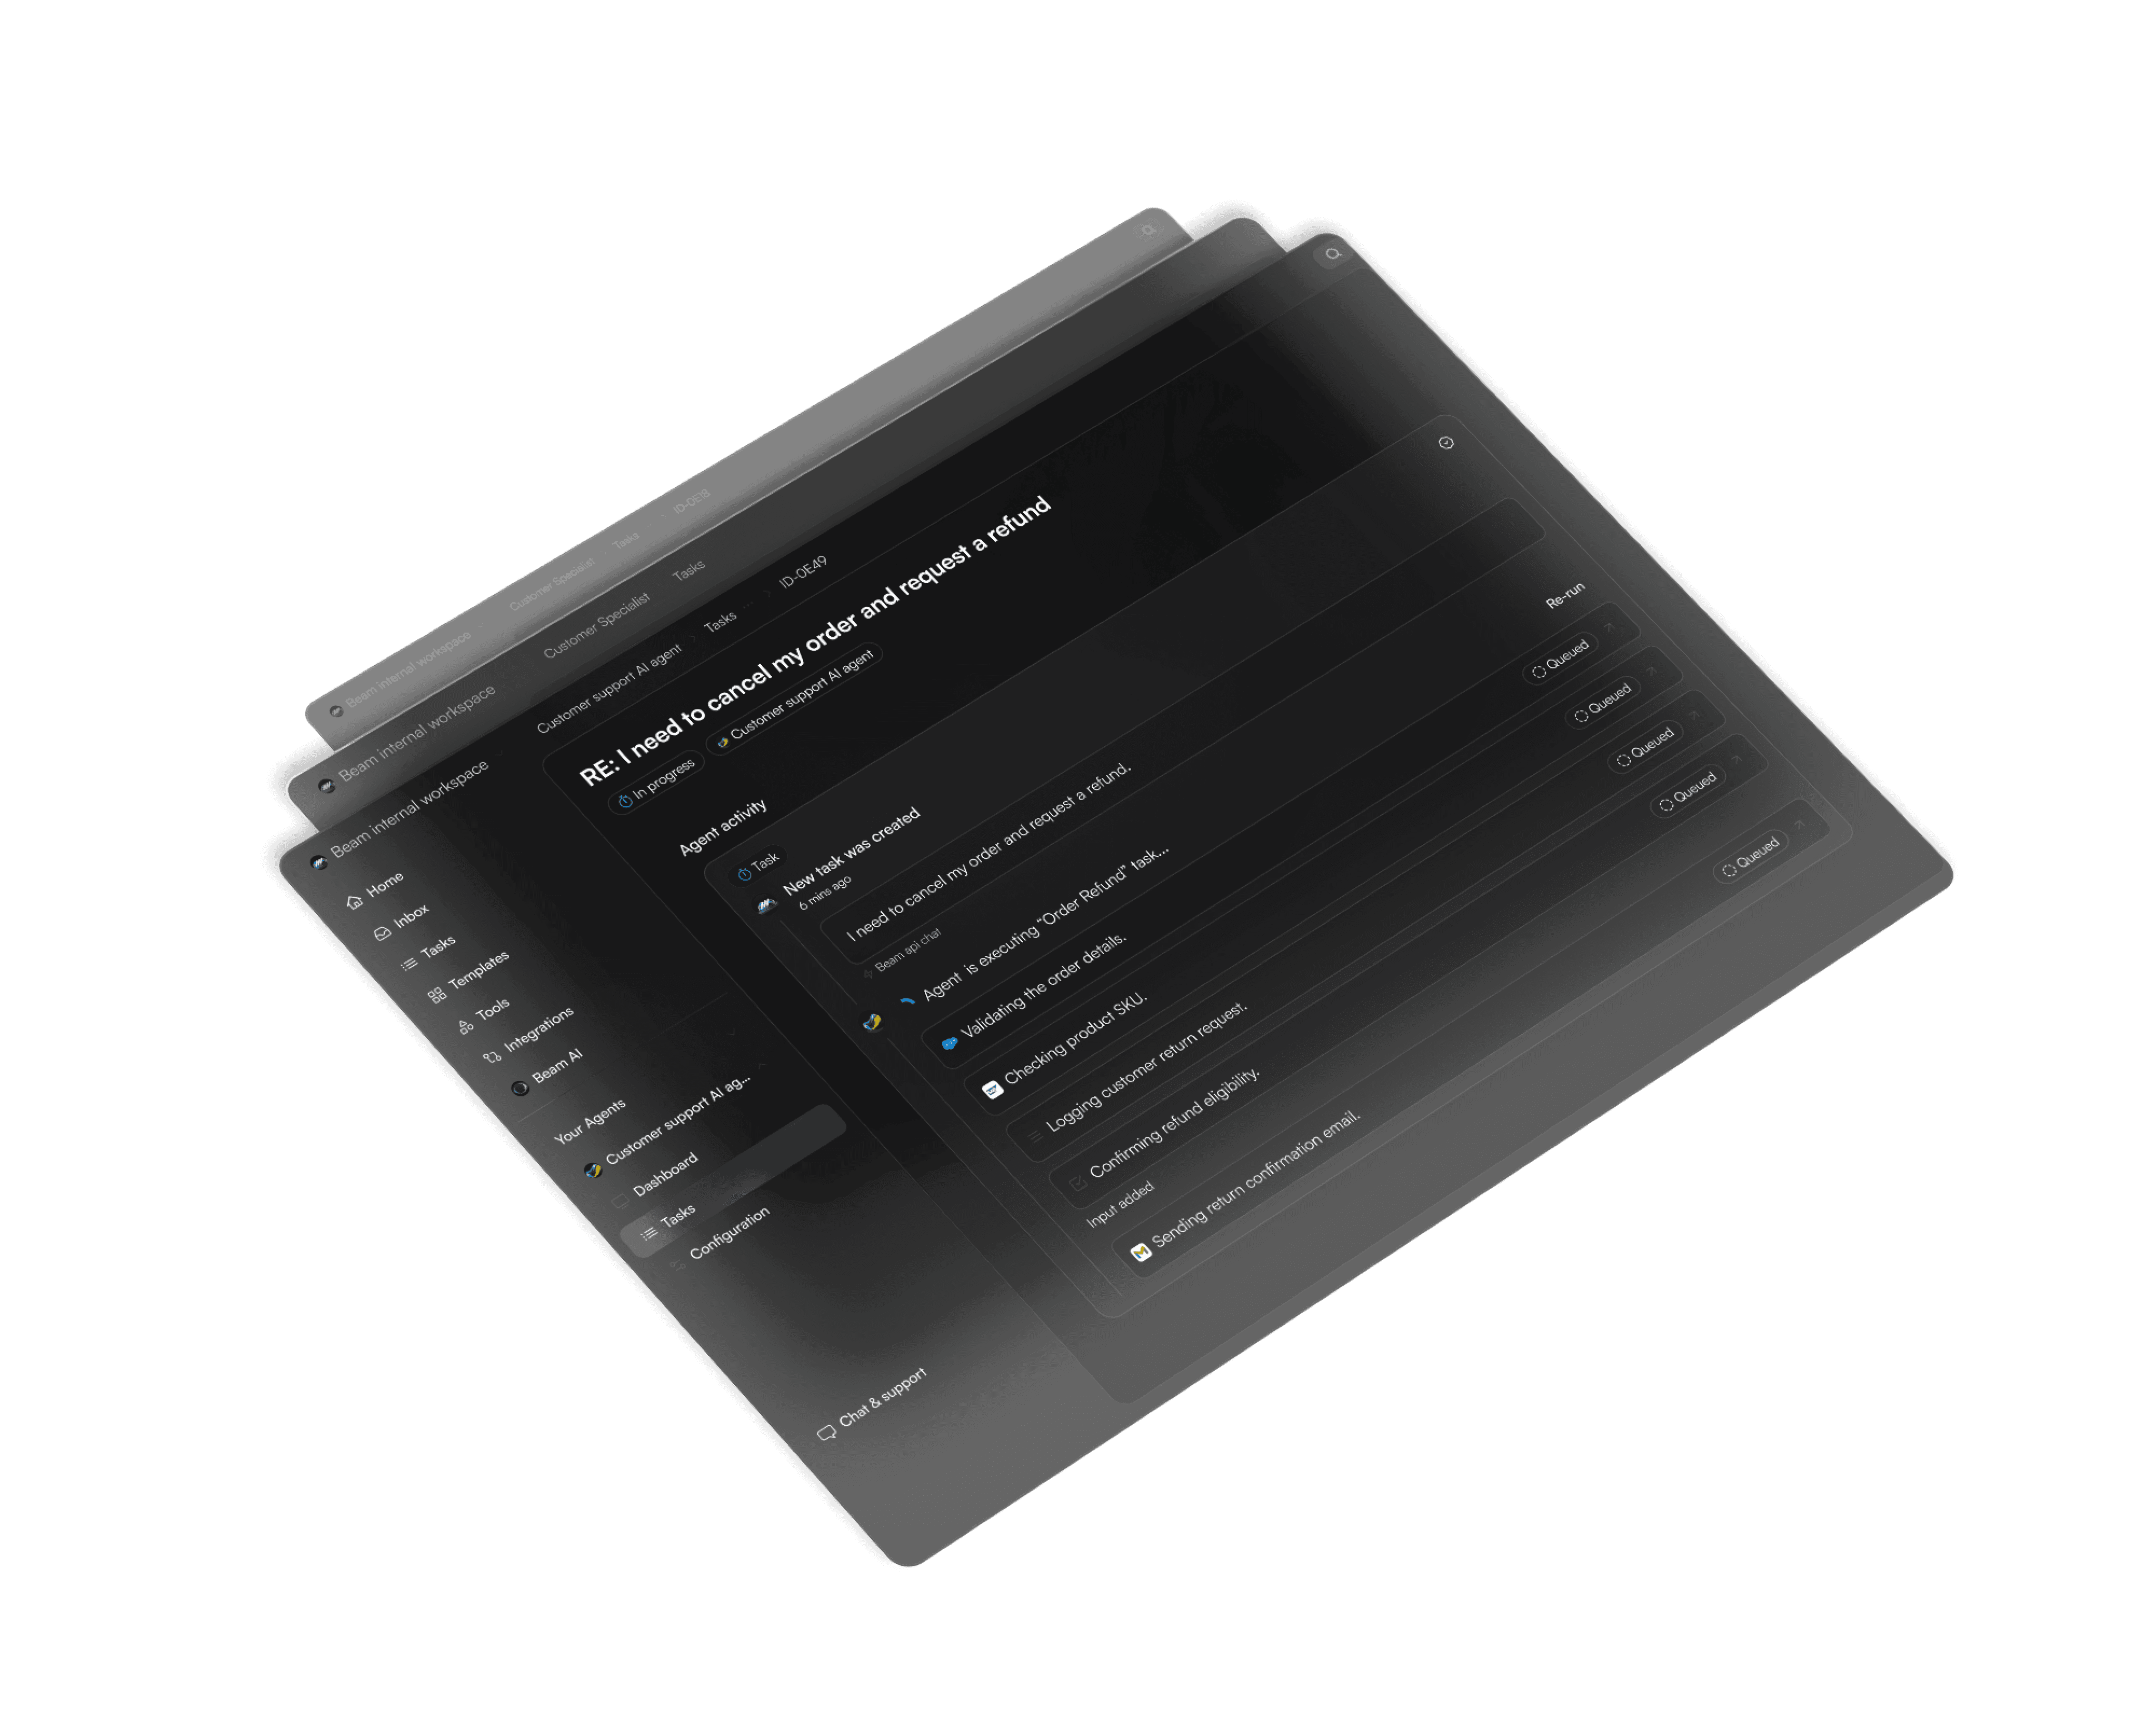 Beam internal workspace
Customer Specialist
Tasks
ID-0E18
Beam internal workspace
Customer Specialist
Tasks
Beam internal workspace
Customer support AI agent
Tasks
ID-0E49
Home
Inbox
Tasks
Templates
Tools
Integrations
Beam AI
Your Agents
Customer support AI ag...
Dashboard
Tasks
Configuration
Chat & support
RE: I need to cancel my order and request a refund
In progress
Customer support AI agent
Agent activity
Task
New task was created
6 mins ago
I need to cancel my order and request a refund.
Beam api chat
Re-run
Agent is executing “Order Refund” task...
Validating the order details.
Queued
Checking product SKU.
Queued
Logging customer return request.
Queued
Confirming refund eligibility.
Queued
Input added
Sending return confirmation email.
Queued